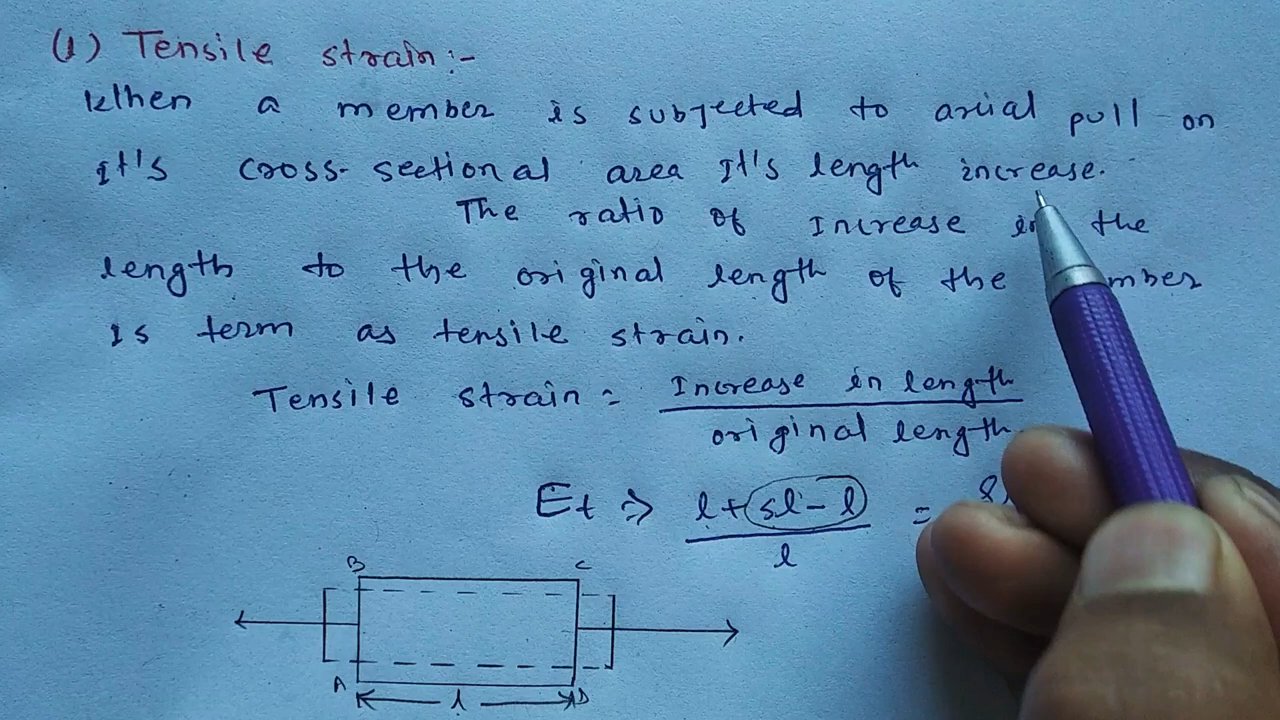 (1) Tensile strain:-
When a member is subjected to axial pull on
It's cross-sectional area It's length increase.
The ratio of Increase in the
length to the original length of the
Is term as tensile strain.
Tensile strain = Increase in length
original length
Et => l+(δl-l)
l
=
B C
A l D